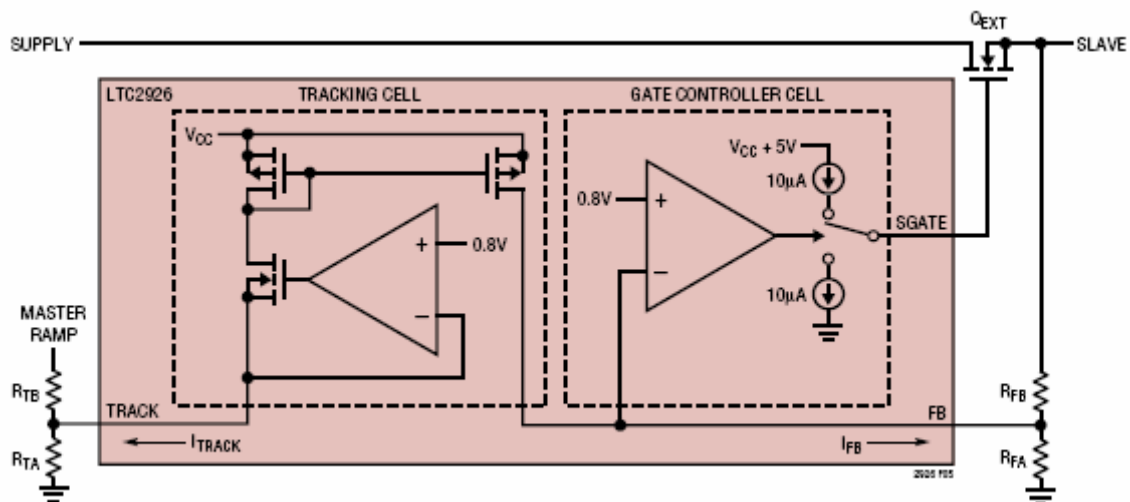 Q_EXT
SUPPLY
SLAVE
LTC2926
TRACKING CELL
GATE CONTROLLER CELL
V_CC
V_CC + 5V
10µA
0.8V
+
+
0.8V
SGATE
−
−
10µA
MASTER
RAMP
R_TB
R_FB
TRACK
FB
I_TRACK
I_FB
R_TA
R_FA
2926 F05